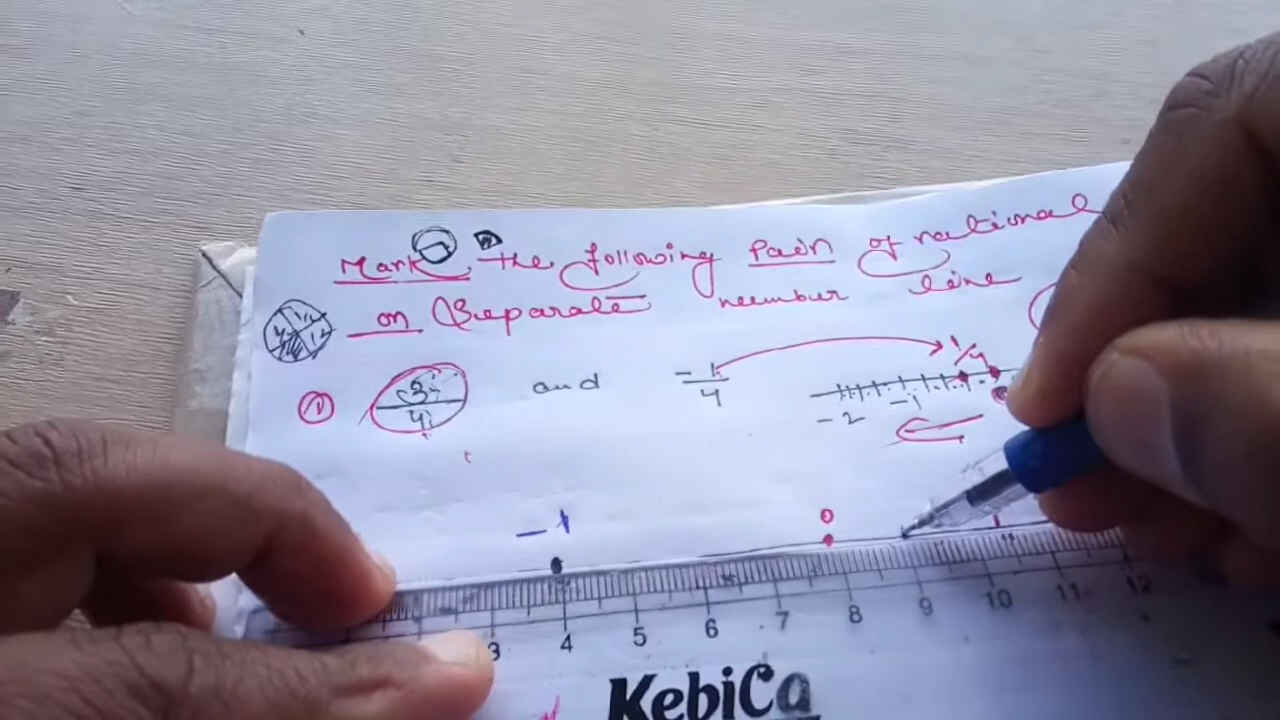 Mark the following Pair of rational
on Separate number line
① 3/4 and -1/4
1/4
-2 -1
-1 0
3 4 5 6 7 8 9 10 11 12
KebiCa